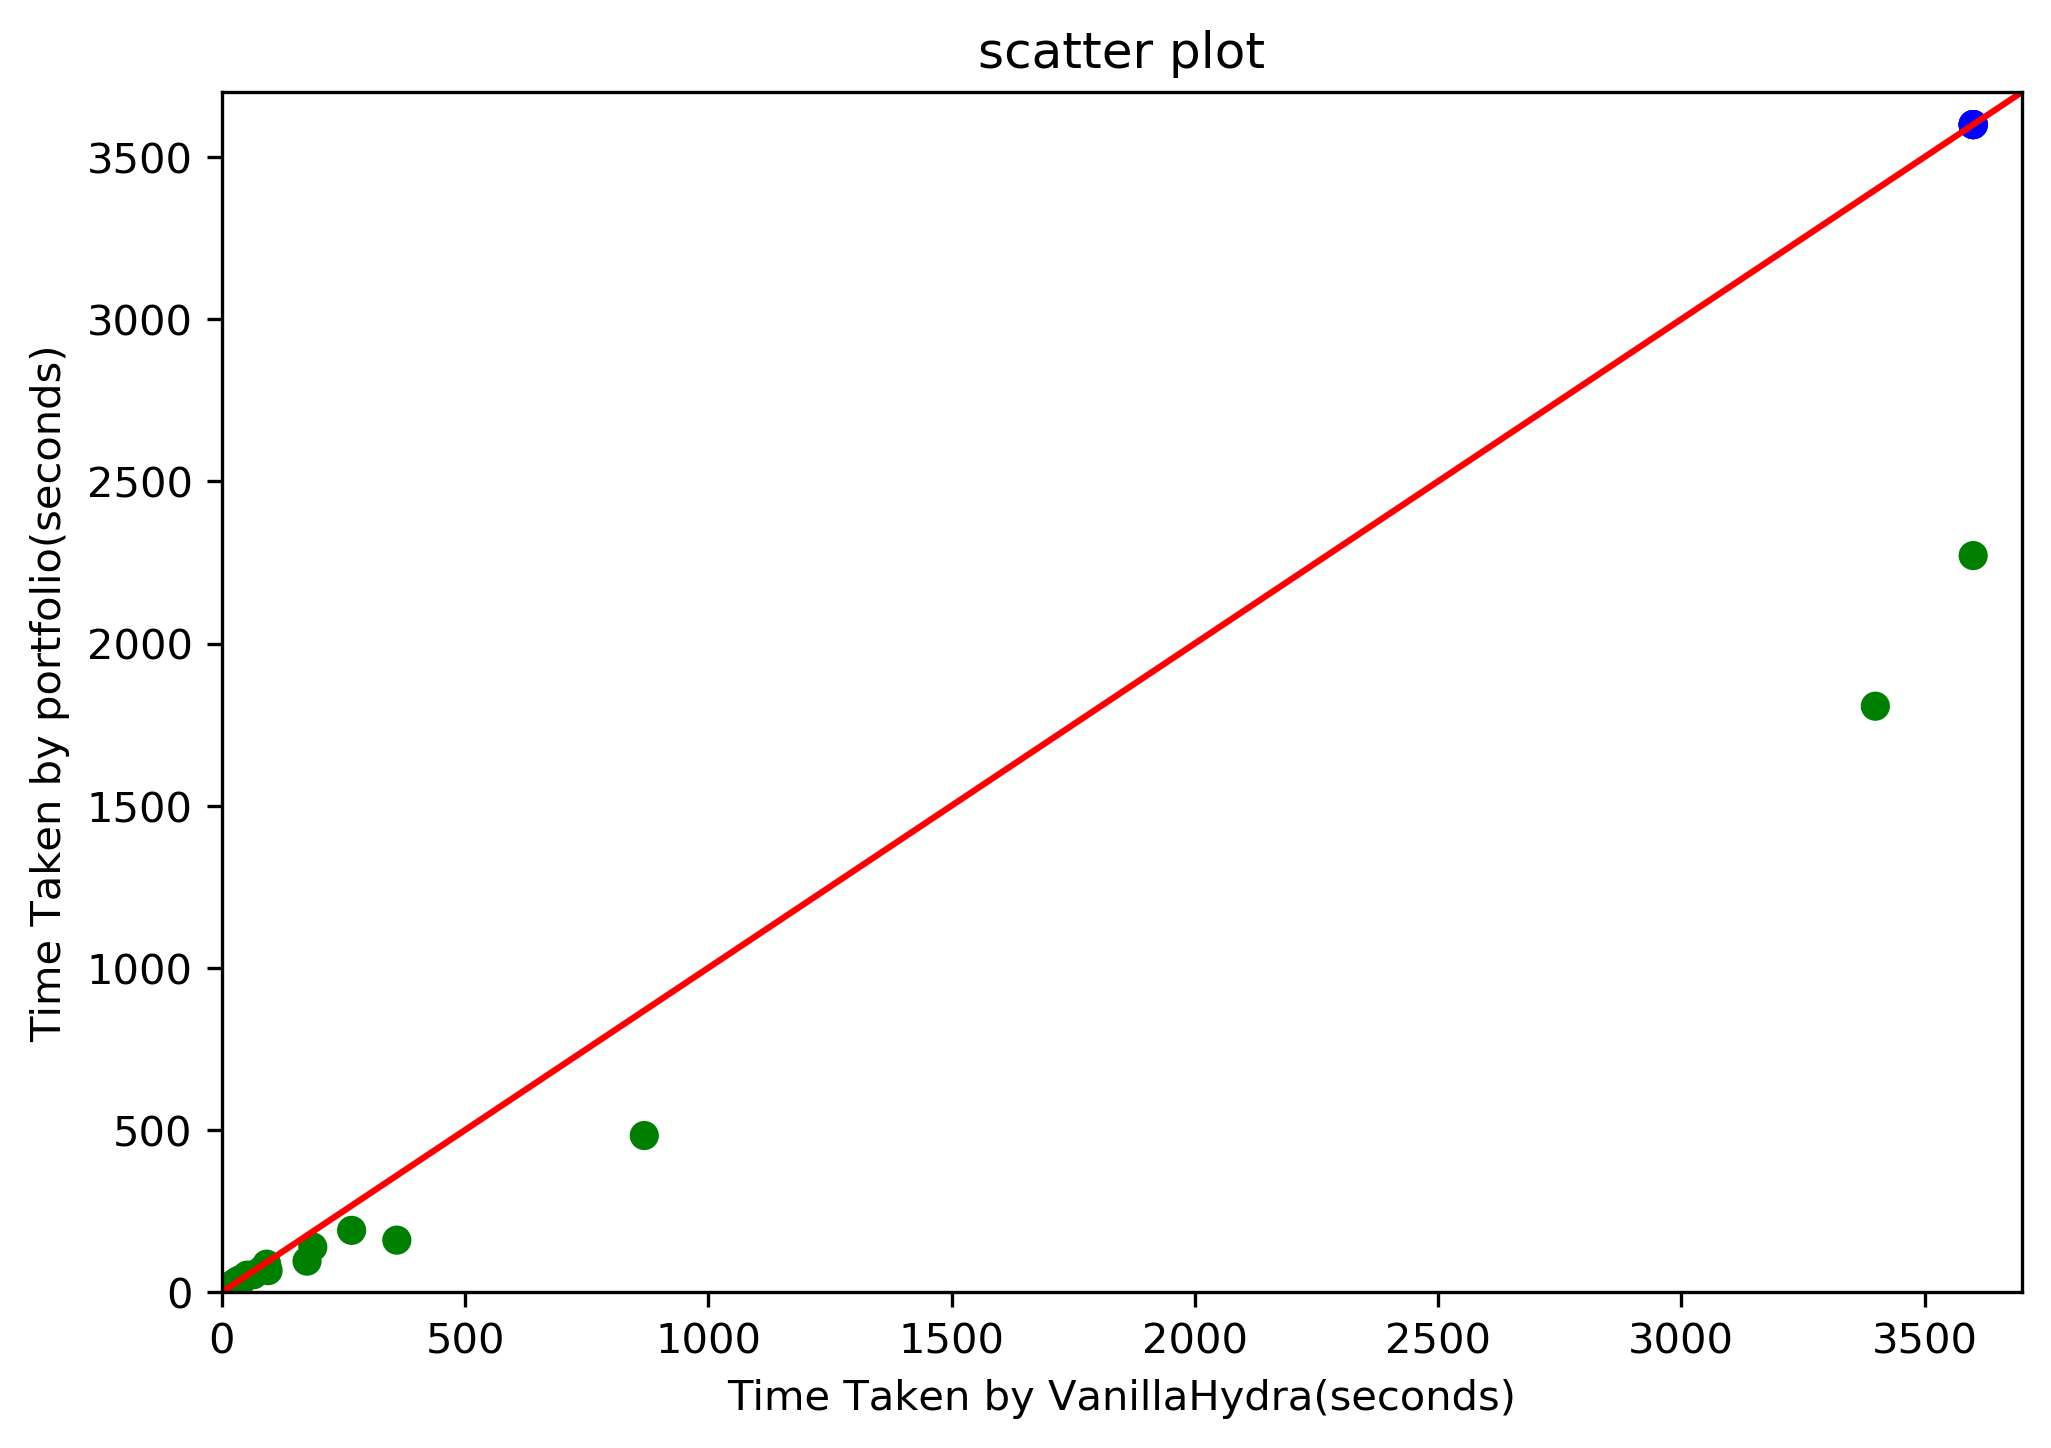 scatter plot
Time Taken by portfolio(seconds)
3500
3000
2500
2000
1500
1000
500
0
0 500 1000 1500 2000 2500 3000 3500
Time Taken by VanillaHydra(seconds)